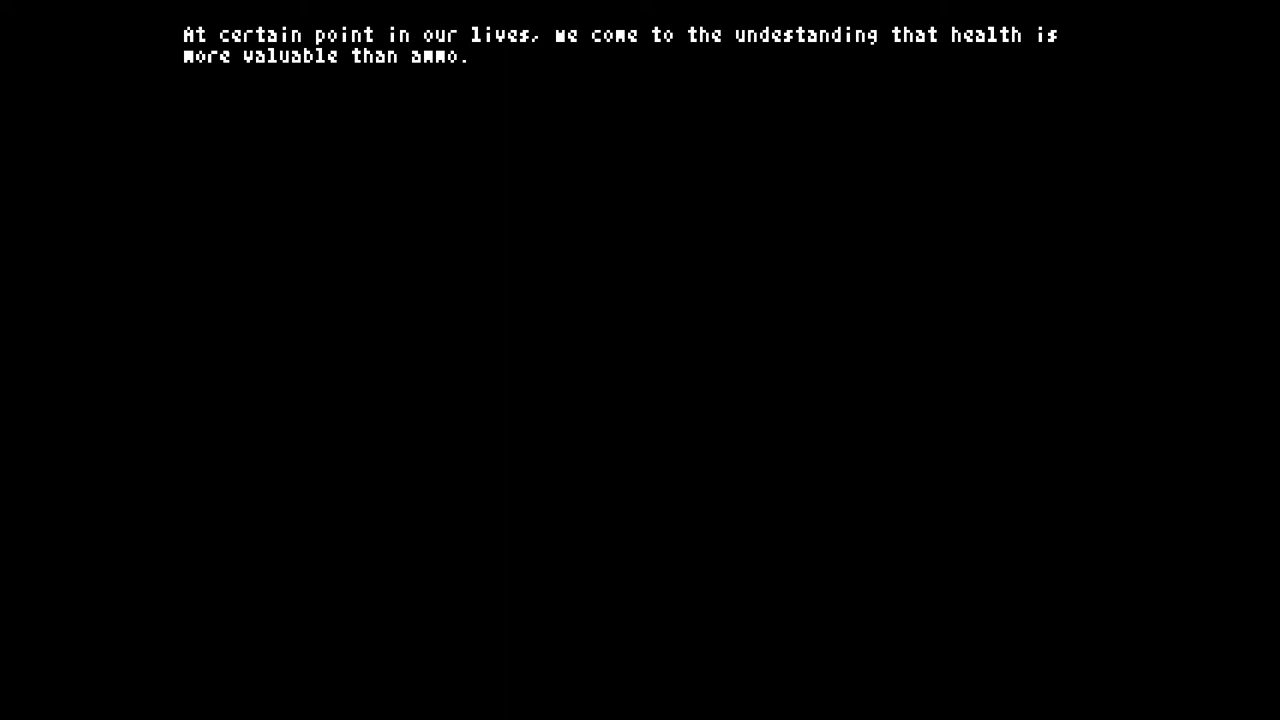 At certain point in our lives, we come to the undestanding that health is
more valuable than ammo.